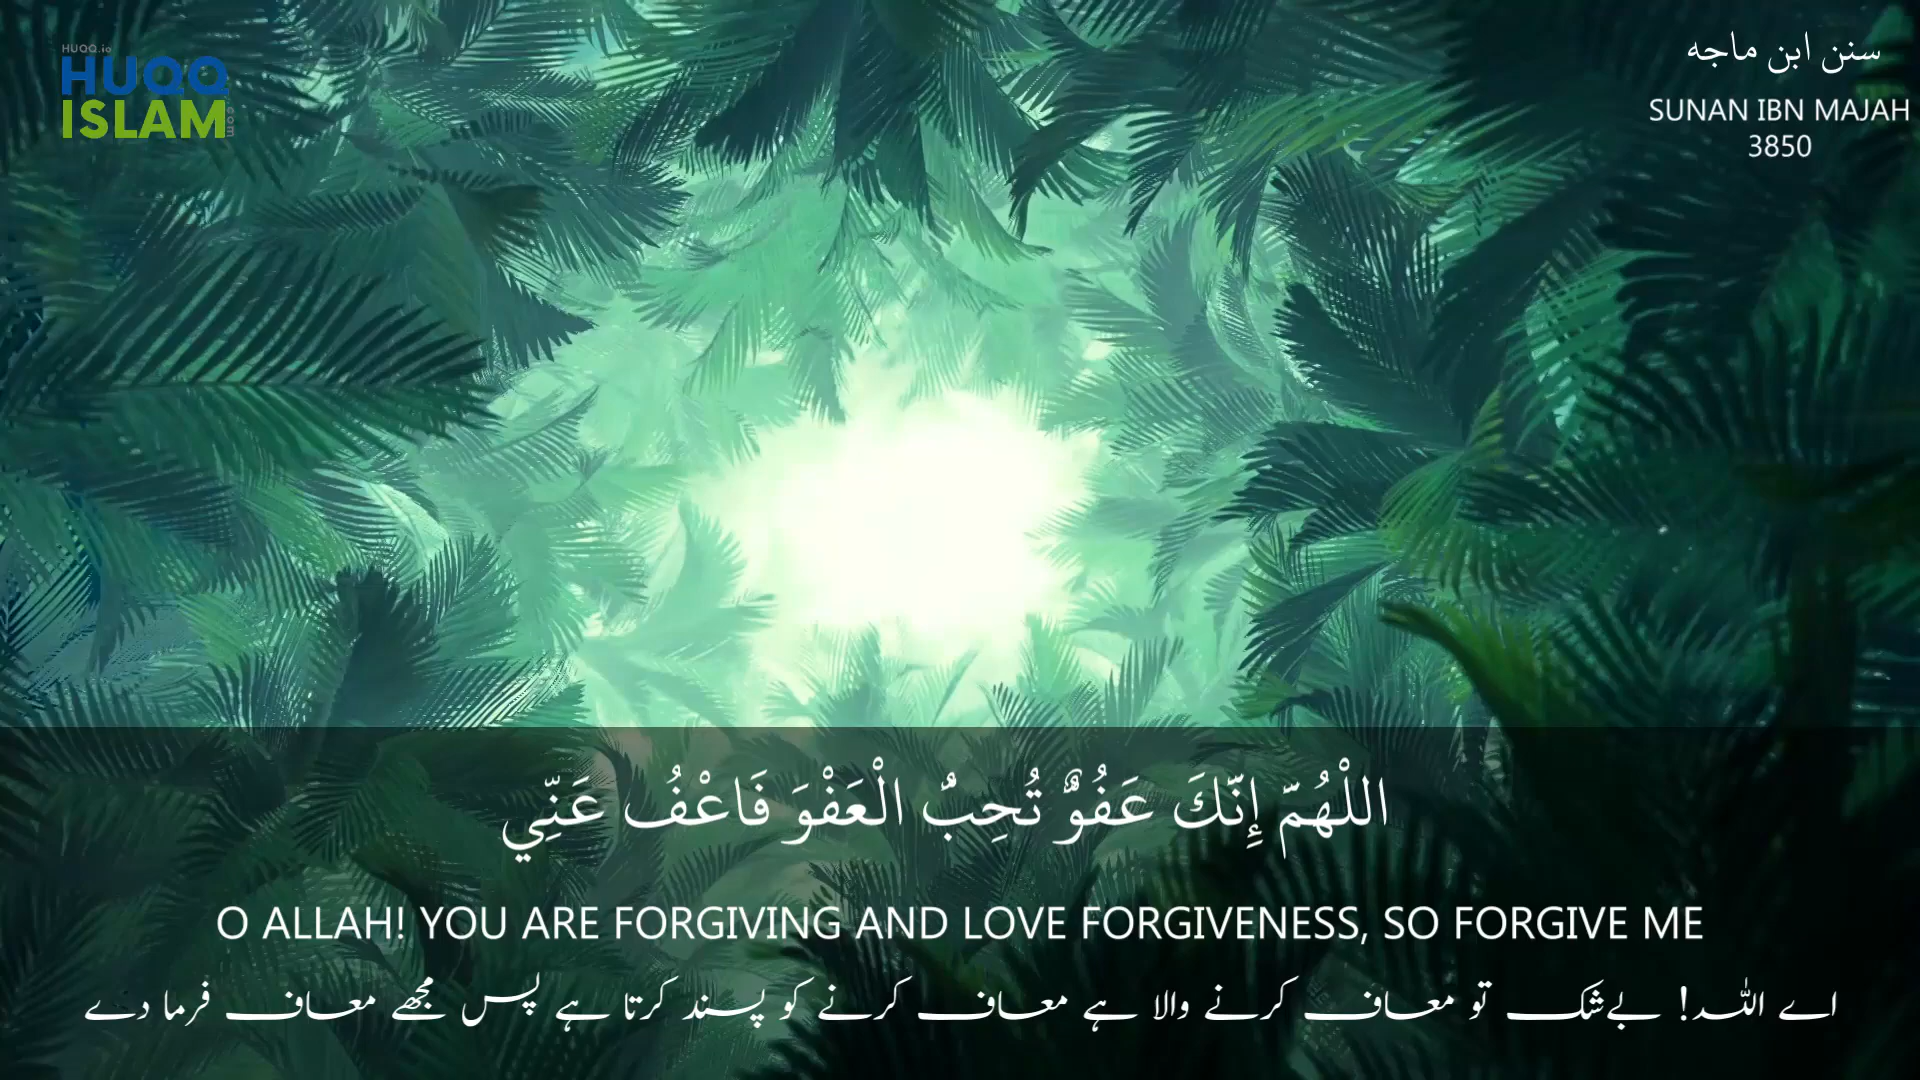 HUQQ.io
HUQQ
ISLAM
.com
سنن ابن ماجه
SUNAN IBN MAJAH
3850
اللْهُمّ إِنّكَ عَفُوٌّ تُحِبُّ الْعَفْوَ فَاعْفُ عَنّي
O ALLAH! YOU ARE FORGIVING AND LOVE FORGIVENESS, SO FORGIVE ME
اے اللہ! بےشک تو معاف کرنے والا ہے معاف کرنے کو پسند کرتا ہے پس مجھے معاف فرما دے